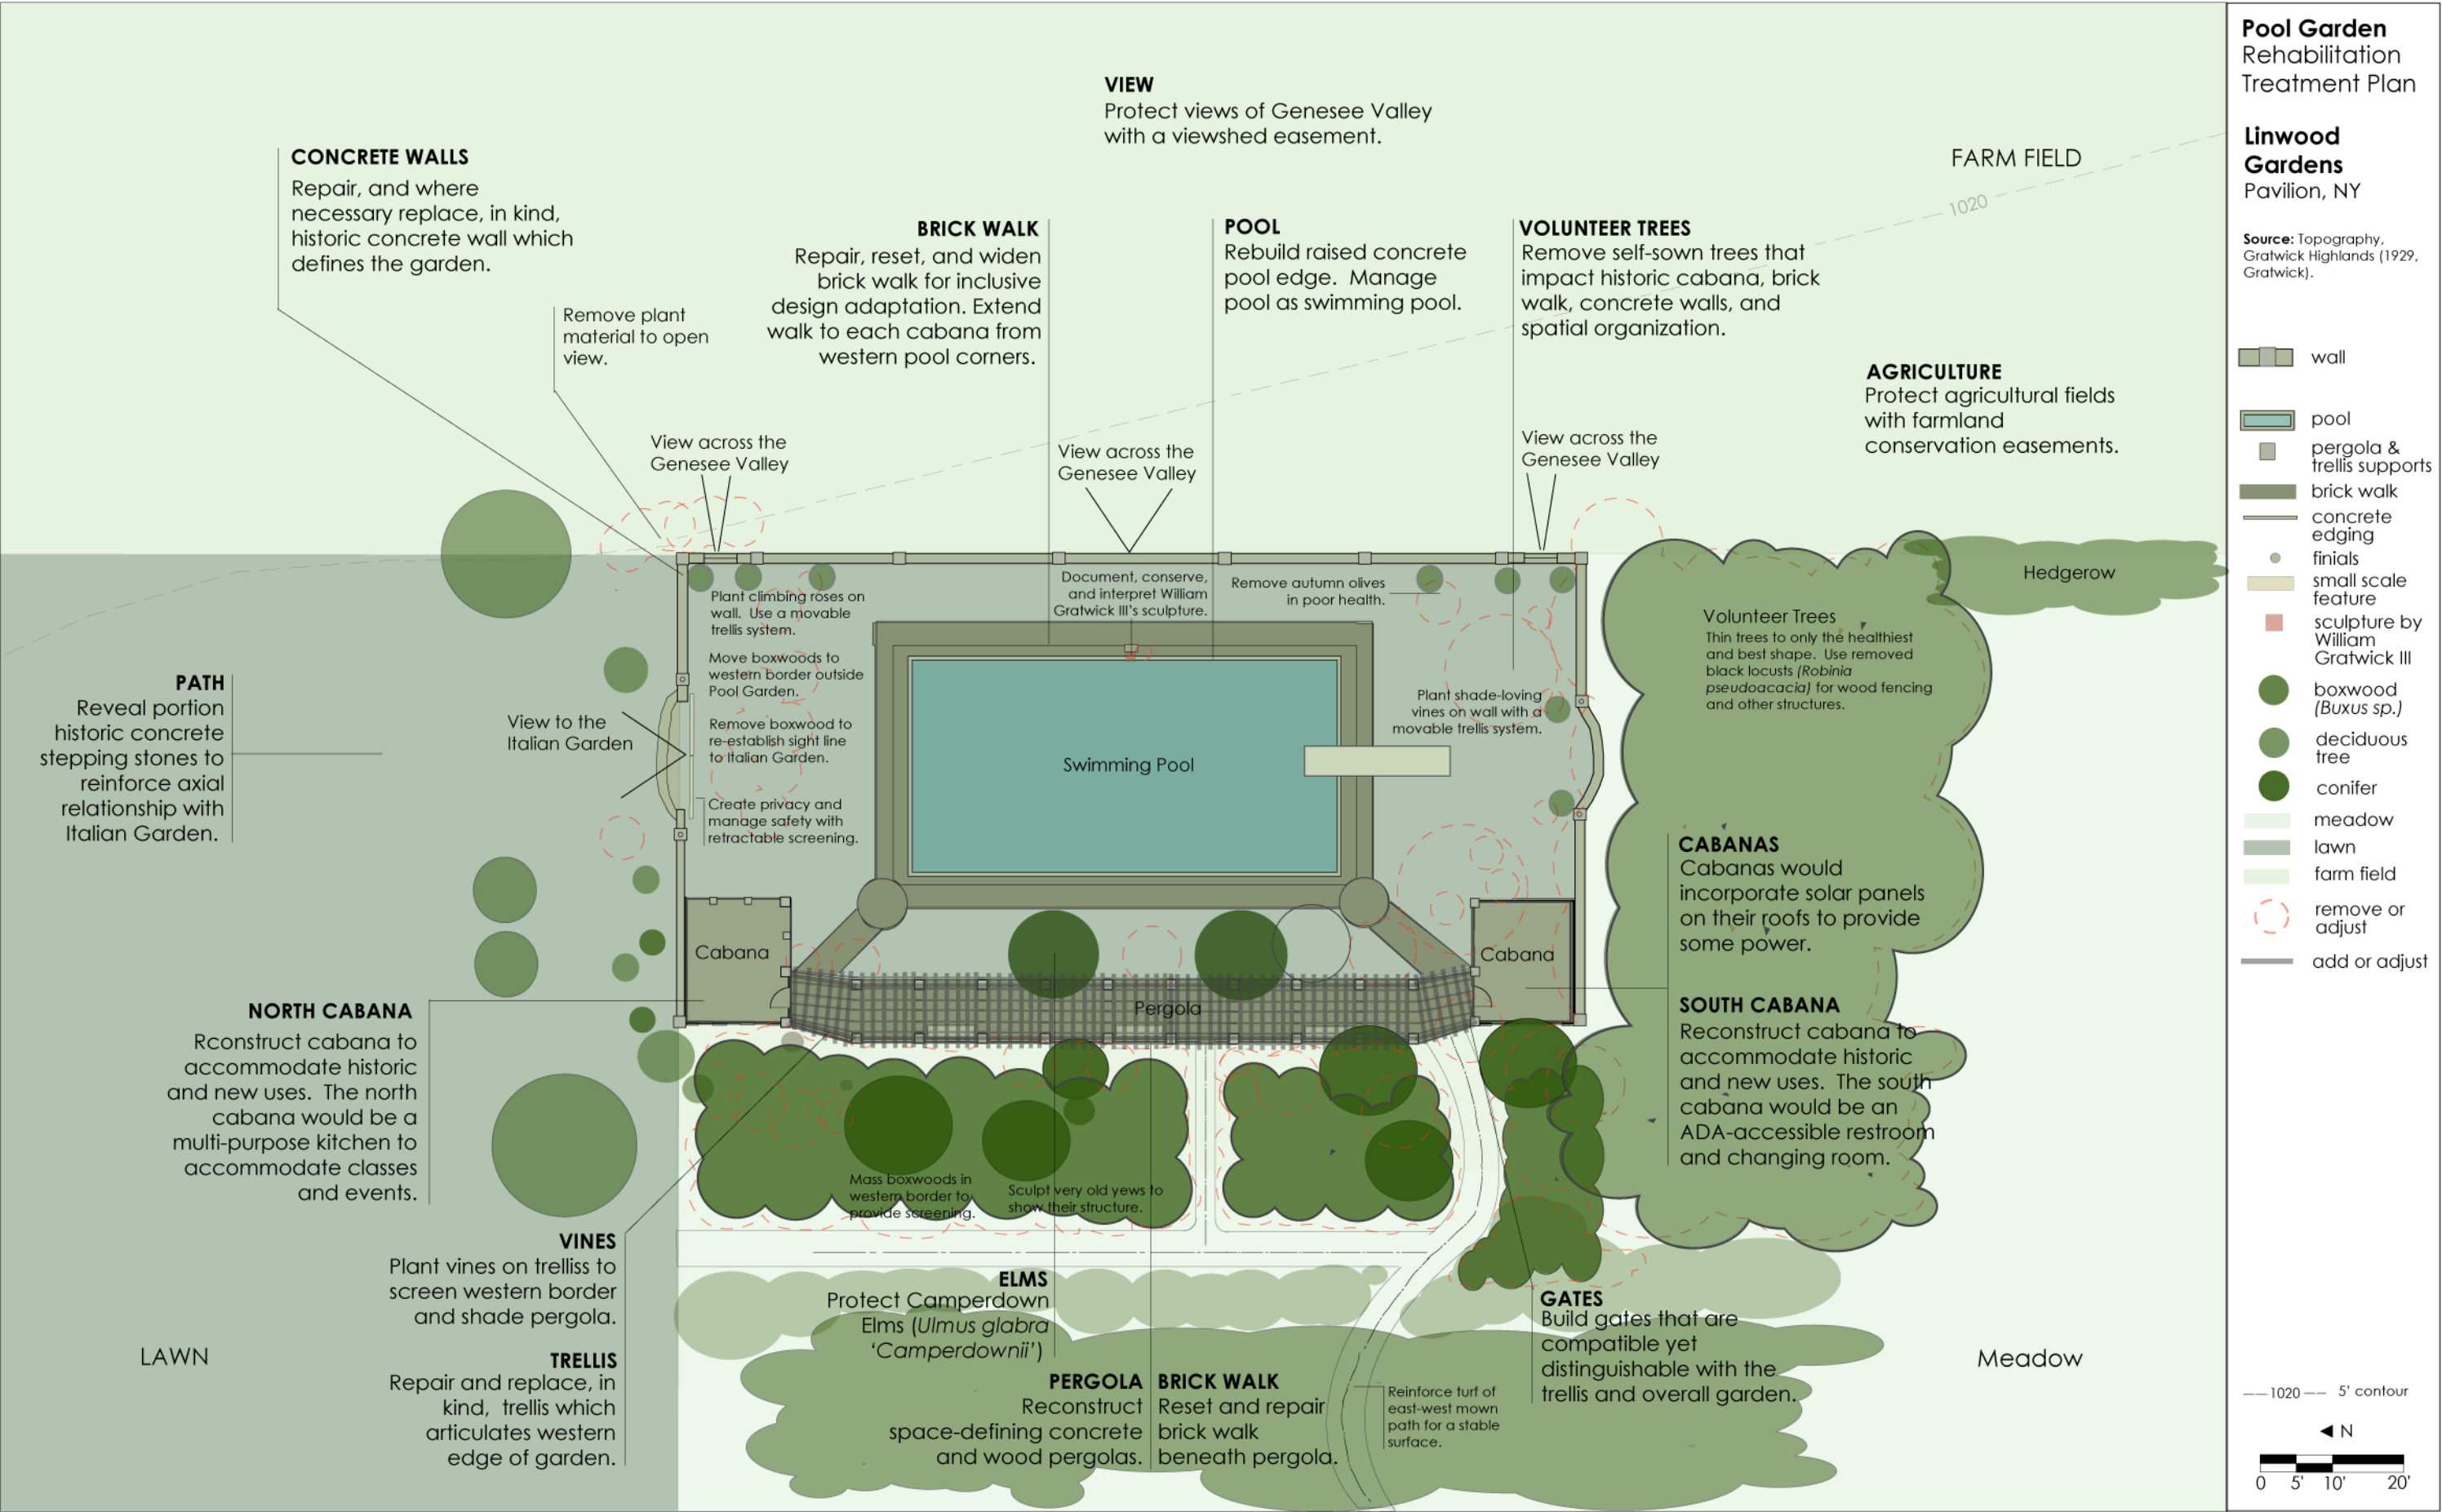 VIEW
Protect views of Genesee Valley
with a viewshed easement.
FARM FIELD
1020
CONCRETE WALLS
Repair, and where
necessary replace, in kind,
historic concrete wall which
defines the garden.
Remove plant
material to open
view.
BRICK WALK
Repair, reset, and widen
brick walk for inclusive
design adaptation. Extend
walk to each cabana from
western pool corners.
POOL
Rebuild raised concrete
pool edge. Manage
pool as swimming pool.
VOLUNTEER TREES
Remove self-sown trees that
impact historic cabana, brick
walk, concrete walls, and
spatial organization.
AGRICULTURE
Protect agricultural fields
with farmland
conservation easements.
View across the
Genesee Valley
View across the
Genesee Valley
View across the
Genesee Valley
Plant climbing roses on
wall. Use a movable
trellis system.
Document, conserve,
and interpret William
Gratwick III's sculpture.
Remove autumn olives
in poor health.
Hedgerow
Volunteer Trees
Thin trees to only the healthiest
and best shape. Use removed
black locusts (Robinia
pseudoacacia) for wood fencing
and other structures.
Move boxwoods to
western border outside
Pool Garden.
Remove boxwood to
re-establish sight line
to Italian Garden.
Create privacy and
manage safety with
retractable screening.
Plant shade-loving
vines on wall with a
movable trellis system.
Swimming Pool
View to the
Italian Garden
PATH
Reveal portion
historic concrete
stepping stones to
reinforce axial
relationship with
Italian Garden.
CABANAS
Cabanas would
incorporate solar panels
on their roofs to provide
some power.
Cabana
Cabana
Pergola
NORTH CABANA
Rconstruct cabana to
accommodate historic
and new uses. The north
cabana would be a
multi-purpose kitchen to
accommodate classes
and events.
SOUTH CABANA
Reconstruct cabana to
accommodate historic
and new uses. The south
cabana would be an
ADA-accessible restroom
and changing room.
Mass boxwoods in
western border to
provide screening.
Sculpt very old yews to
show their structure.
VINES
Plant vines on trelliss to
screen western border
and shade pergola.
TRELLIS
Repair and replace, in
kind, trellis which
articulates western
edge of garden.
LAWN
ELMS
Protect Camperdown
Elms (Ulmus glabra
‘Camperdownii’)
PERGOLA
Reconstruct
space-defining concrete
and wood pergolas.
BRICK WALK
Reset and repair
brick walk
beneath pergola.
Reinforce turf of
east-west mown
path for a stable
surface.
GATES
Build gates that are
compatible yet
distinguishable with the
trellis and overall garden.
Meadow
Pool Garden
Rehabilitation
Treatment Plan
Linwood
Gardens
Pavilion, NY
Source: Topography,
Gratwick Highlands (1929,
Gratwick).
wall
pool
pergola &
trellis supports
brick walk
concrete
edging
finials
small scale
feature
sculpture by
William
Gratwick III
boxwood
(Buxus sp.)
deciduous
tree
conifer
meadow
lawn
farm field
remove or
adjust
add or adjust
1020 5' contour
N
0 5' 10' 20'